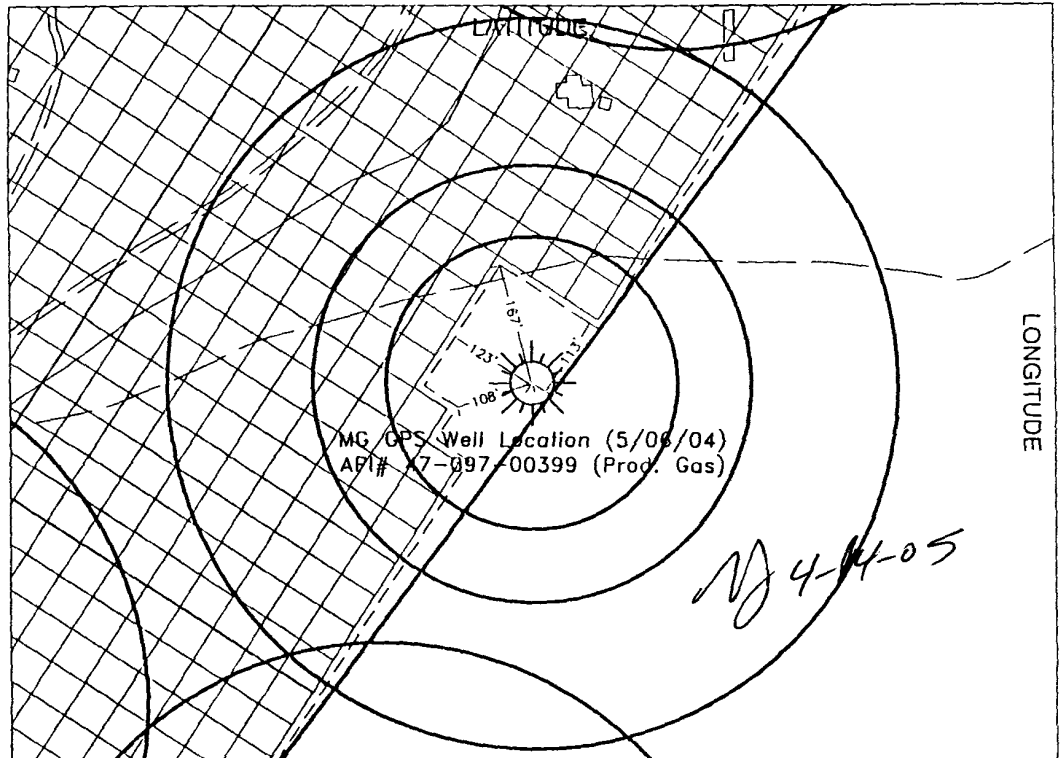 LATITUDE
LONGITUDE
167'
123'
113'
108'
MG GPS Well Location (5/06/04)
API# 47-097-00399 (Prod. Gas)
4-14-05